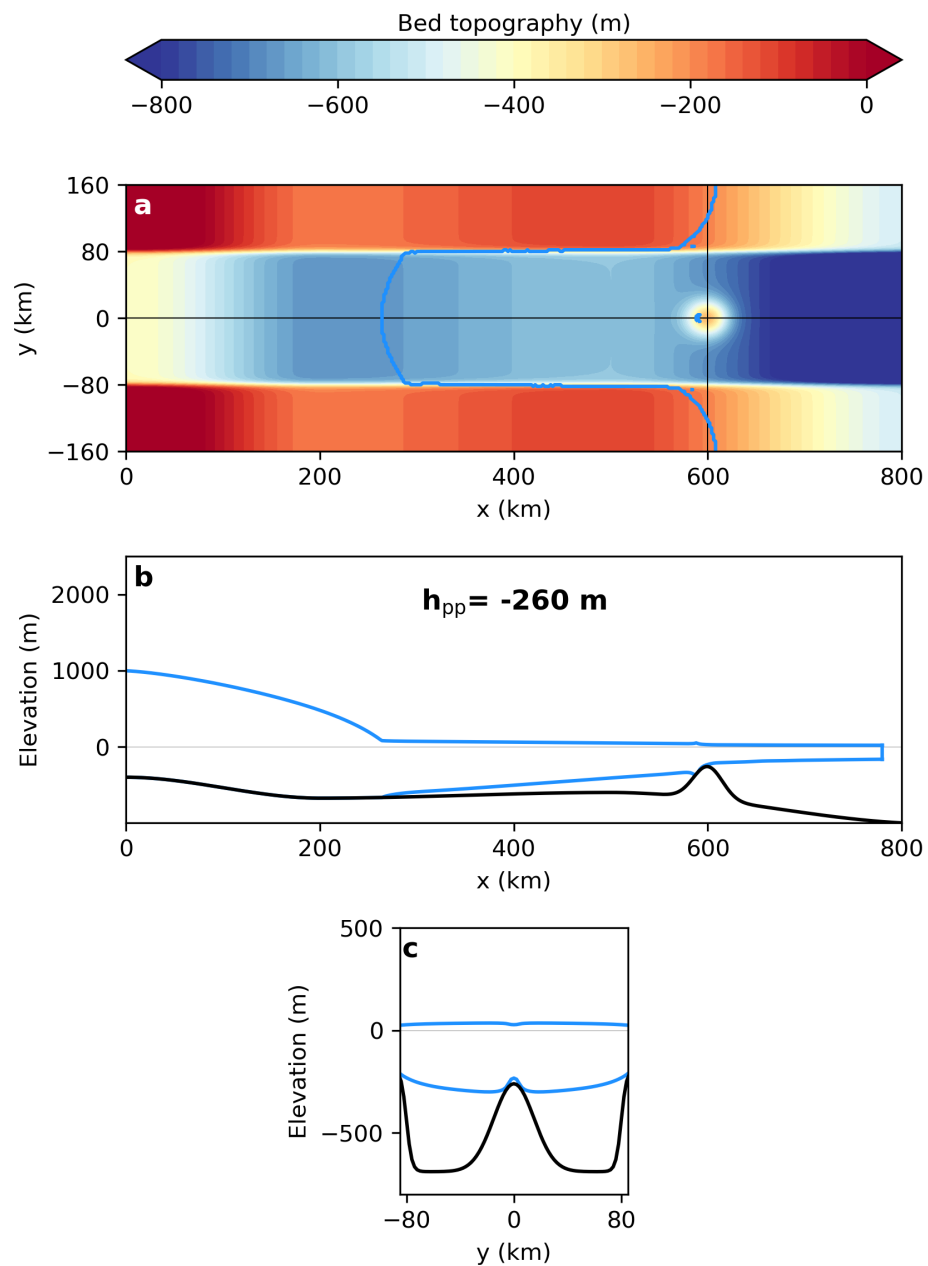 Bed topography (m)
−800 −600 −400 −200 0
a
160
80
0
−80
−160
y (km)
0 200 400 600 800
x (km)
b
h_pp= -260 m
2000
1000
0
Elevation (m)
0 200 400 600 800
x (km)
c
500
0
−500
Elevation (m)
−80 0 80
y (km)